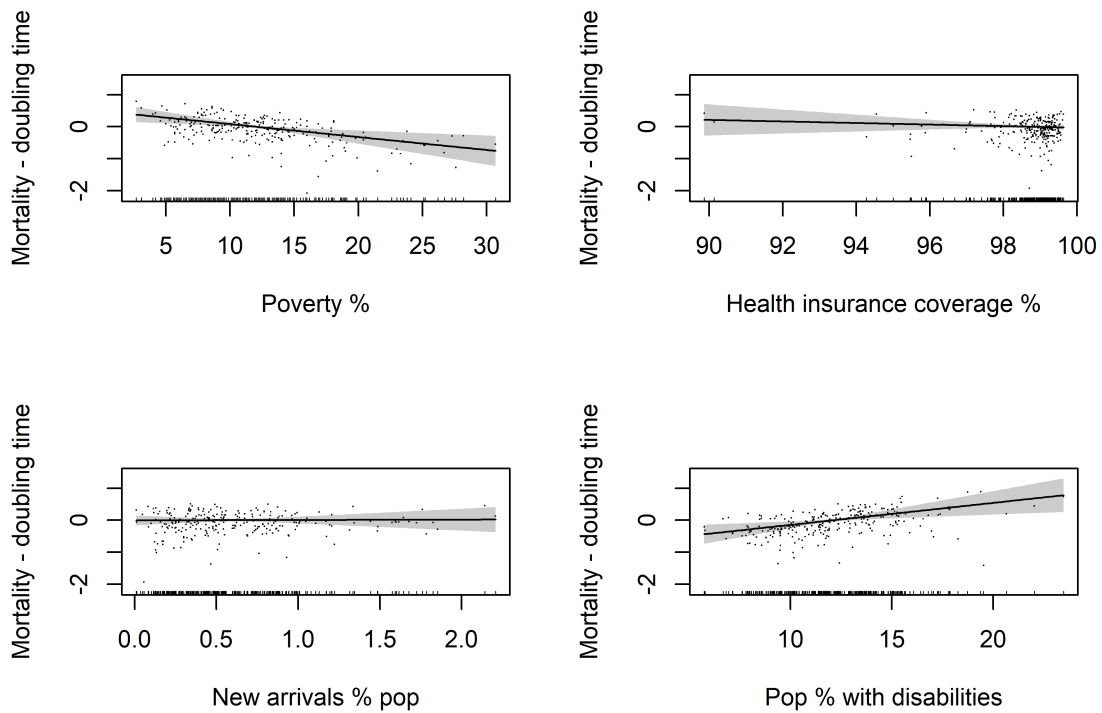 Mortality - doubling time
0
-2
5 10 15 20 25 30
Poverty %
Mortality - doubling time
0
-2
90 92 94 96 98 100
Health insurance coverage %
Mortality - doubling time
0
-2
0.0 0.5 1.0 1.5 2.0
New arrivals % pop
Mortality - doubling time
0
-2
10 15 20
Pop % with disabilities